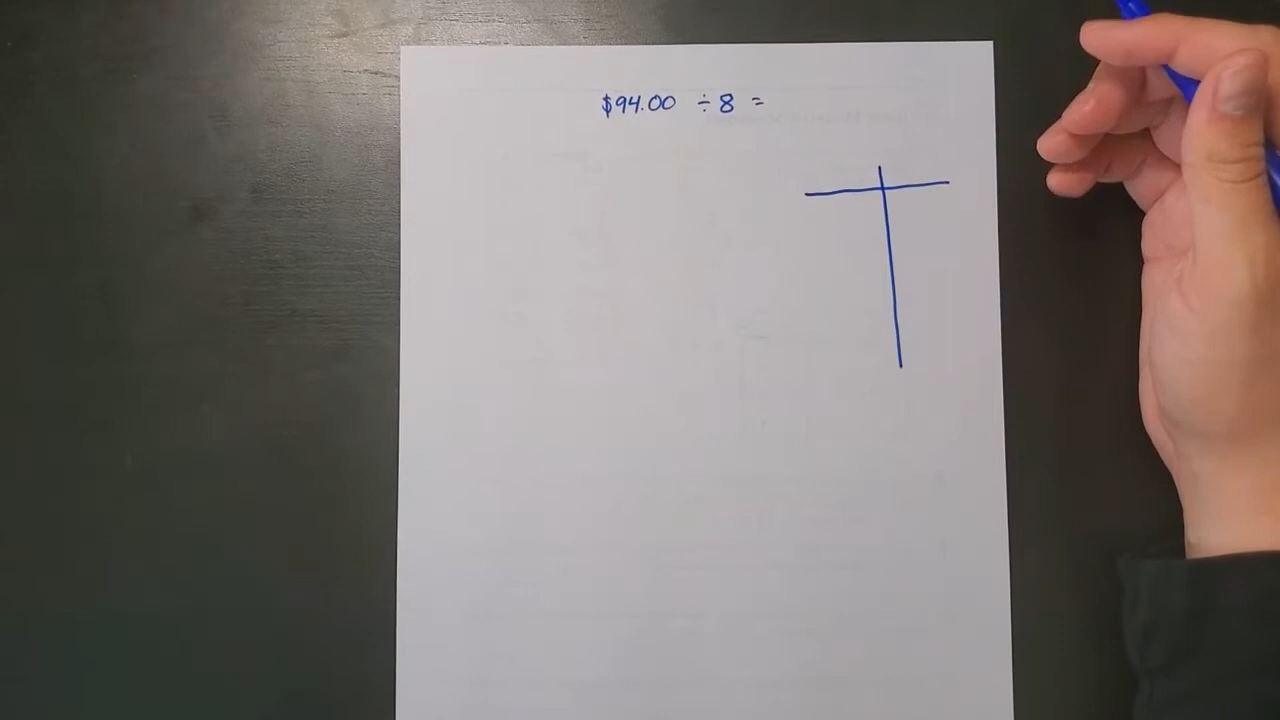 $94.00 ÷ 8 =